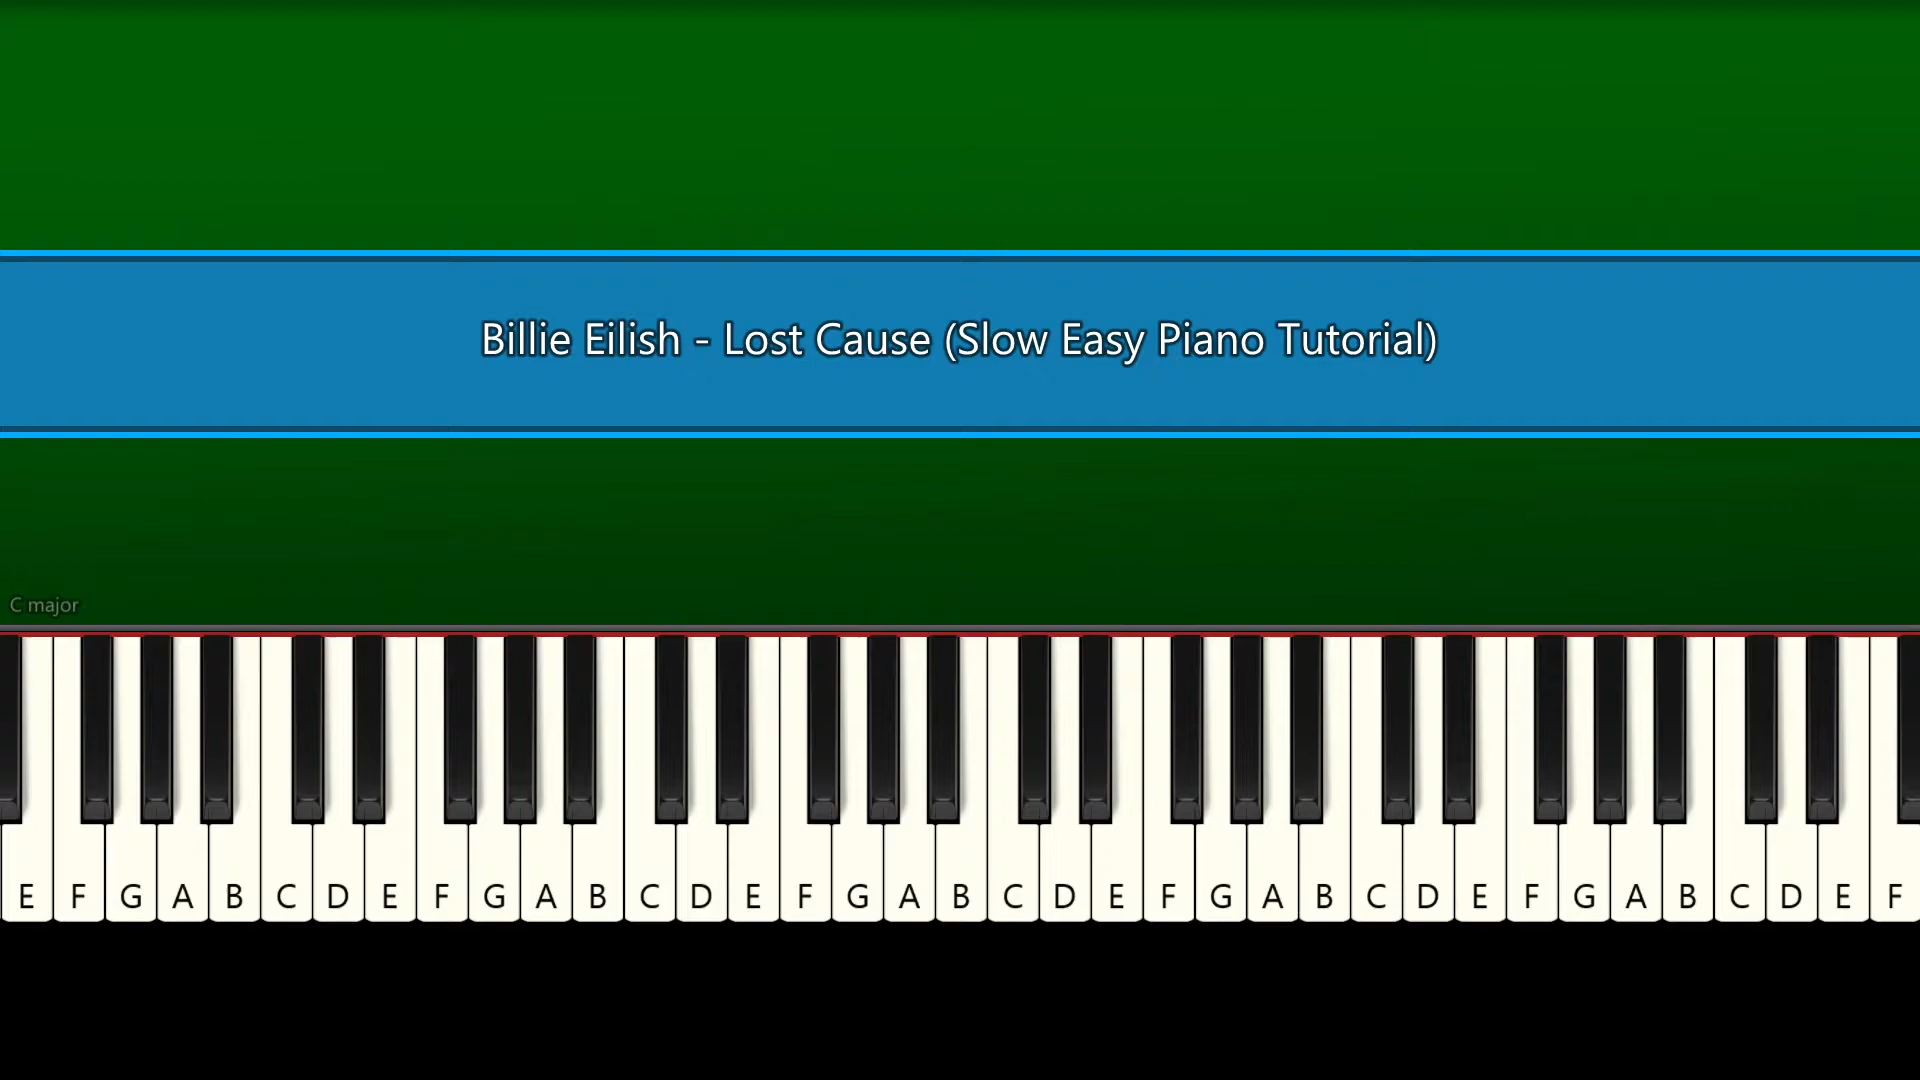 Billie Eilish - Lost Cause (Slow Easy Piano Tutorial)
C major
E F G A B C D E F G A B C D E F G A B C D E F G A B C D E F G A B C D E F